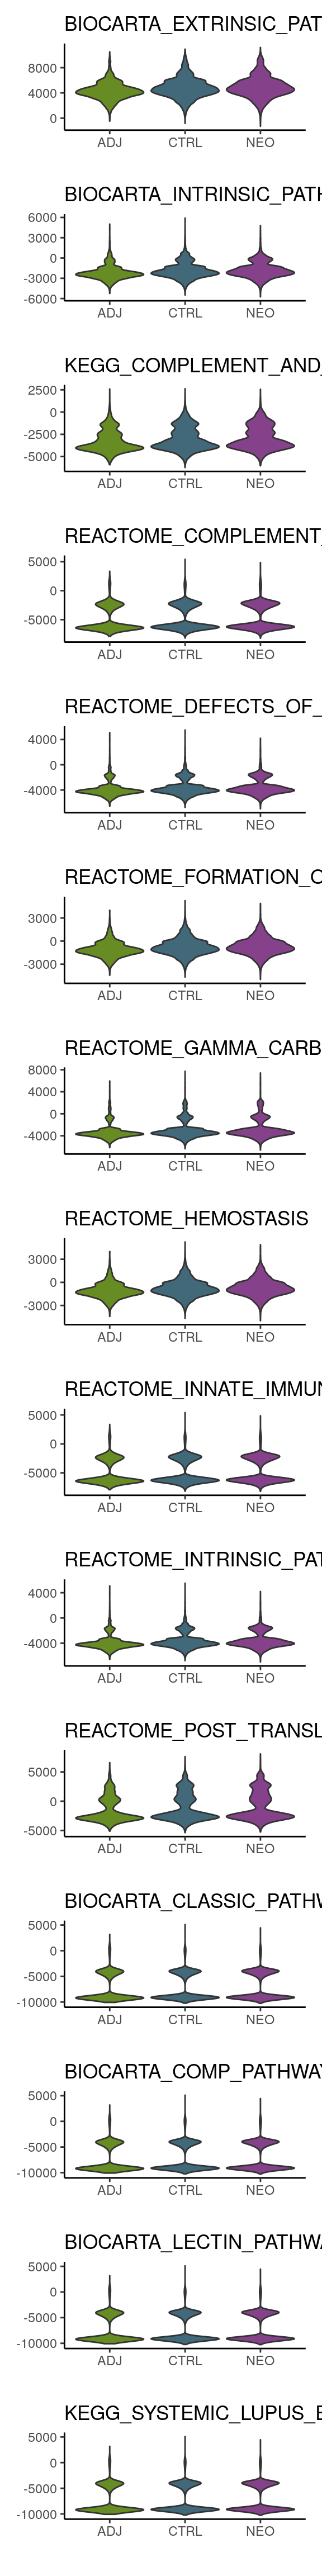 BIOCARTA_EXTRINSIC_PAT
8000
4000
0
ADJ CTRL NEO
BIOCARTA_INTRINSIC_PATH
6000
3000
0
-3000
-6000
ADJ CTRL NEO
KEGG_COMPLEMENT_AND_
2500
0
-2500
-5000
ADJ CTRL NEO
REACTOME_COMPLEMENT_
5000
0
-5000
ADJ CTRL NEO
REACTOME_DEFECTS_OF_
4000
0
-4000
ADJ CTRL NEO
REACTOME_FORMATION_O
3000
0
-3000
ADJ CTRL NEO
REACTOME_GAMMA_CARB
8000
4000
0
-4000
ADJ CTRL NEO
REACTOME_HEMOSTASIS
3000
0
-3000
ADJ CTRL NEO
REACTOME_INNATE_IMMUN
5000
0
-5000
ADJ CTRL NEO
REACTOME_INTRINSIC_PAT
4000
0
-4000
ADJ CTRL NEO
REACTOME_POST_TRANSL
5000
0
-5000
ADJ CTRL NEO
BIOCARTA_CLASSIC_PATHW
5000
0
-5000
-10000
ADJ CTRL NEO
BIOCARTA_COMP_PATHWAY
5000
0
-5000
-10000
ADJ CTRL NEO
BIOCARTA_LECTIN_PATHWA
5000
0
-5000
-10000
ADJ CTRL NEO
KEGG_SYSTEMIC_LUPUS_E
5000
0
-5000
-10000
ADJ CTRL NEO